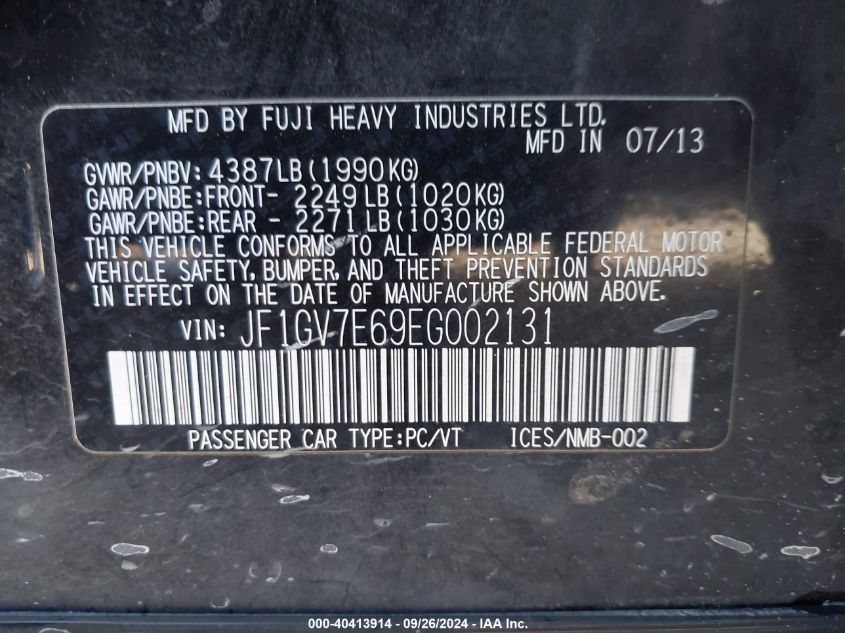 MFD BY FUJI HEAVY INDUSTRIES LTD.
MFD IN 07/13
GVWR/PNBV: 4387LB (1990KG)
GAWR/PNBE:FRONT- 2249 LB (1020KG)
GAWR/PNBE:REAR - 2271 LB (1030KG)
THIS VEHICLE CONFORMS TO ALL APPLICABLE FEDERAL MOTOR
VEHICLE SAFETY, BUMPER, AND THEFT PREVENTION STANDARDS
IN EFFECT ON THE DATE OF MANUFACTURE SHOWN ABOVE.
VIN: JF1GV7E69EG002131
PASSENGER CAR TYPE:PC/VT ICES/NMB-002
000-40413914 - 09/26/2024 - IAA Inc.